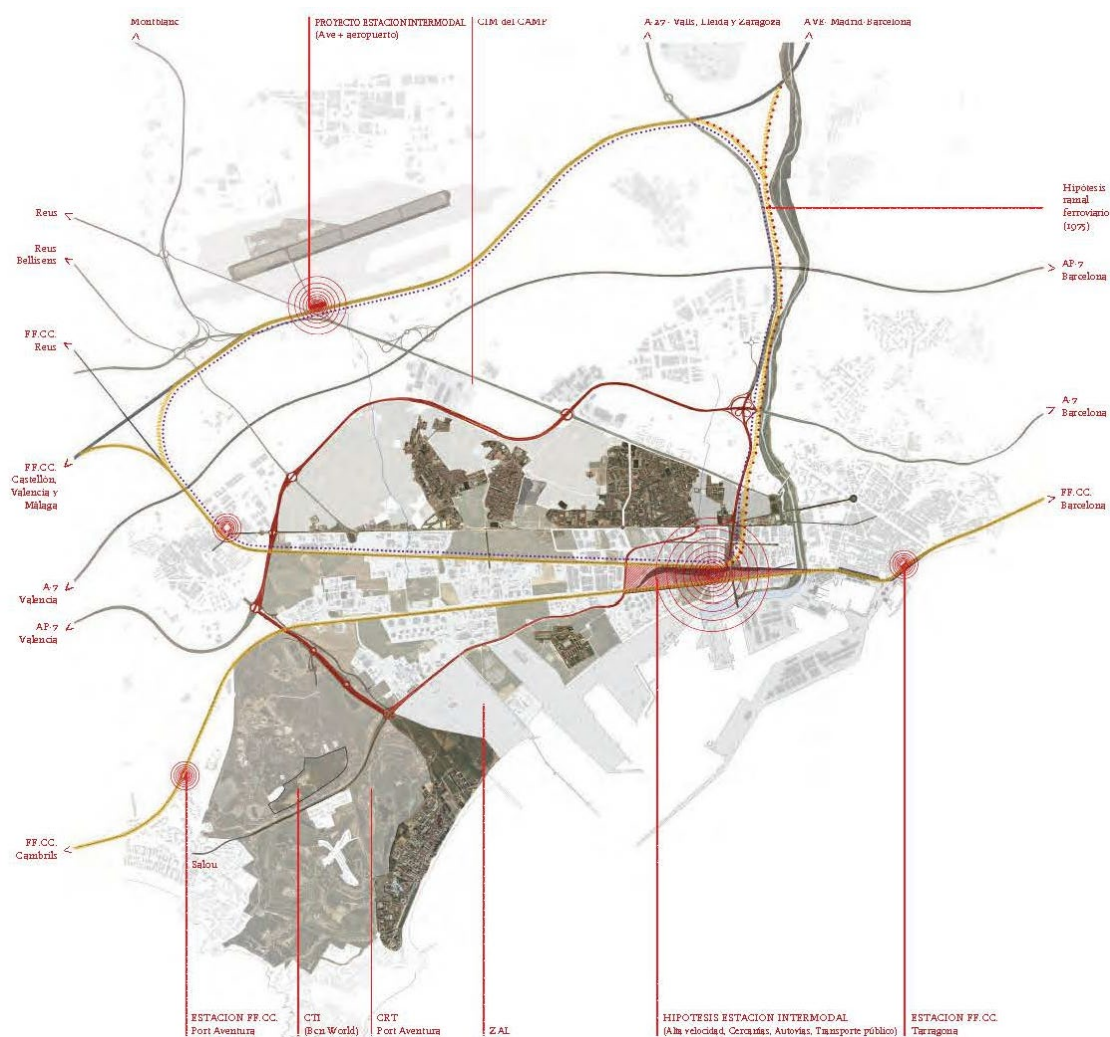 Montblanc
PROYECTO ESTACION INTERMODAL
(Ave + aeropuerto)
CIM del CAMP
A-27 - Valls, Lleida y Zaragoza
AVE- Madrid-Barcelona
Hipótesis
ramal
ferroviario
(1975)
Reus
Reus
Bellisens
AP-7
Barcelona
FF.CC.
Reus
A-7
Barcelona
FF.CC.
Castellón,
Valencia y
Málaga
FF.CC.
Barcelona
A-7
Valencia
AP-7
Valencia
FF.CC.
Cambrils
Salou
ESTACION FF.CC.
Port Aventura
CTI
(Bcn World)
CRT
Port Aventura
ZAL
HIPOTESIS ESTACION INTERMODAL
(Alta velocidad, Cercanías, Autovías, Transporte público)
ESTACION FF.CC.
Tarragona